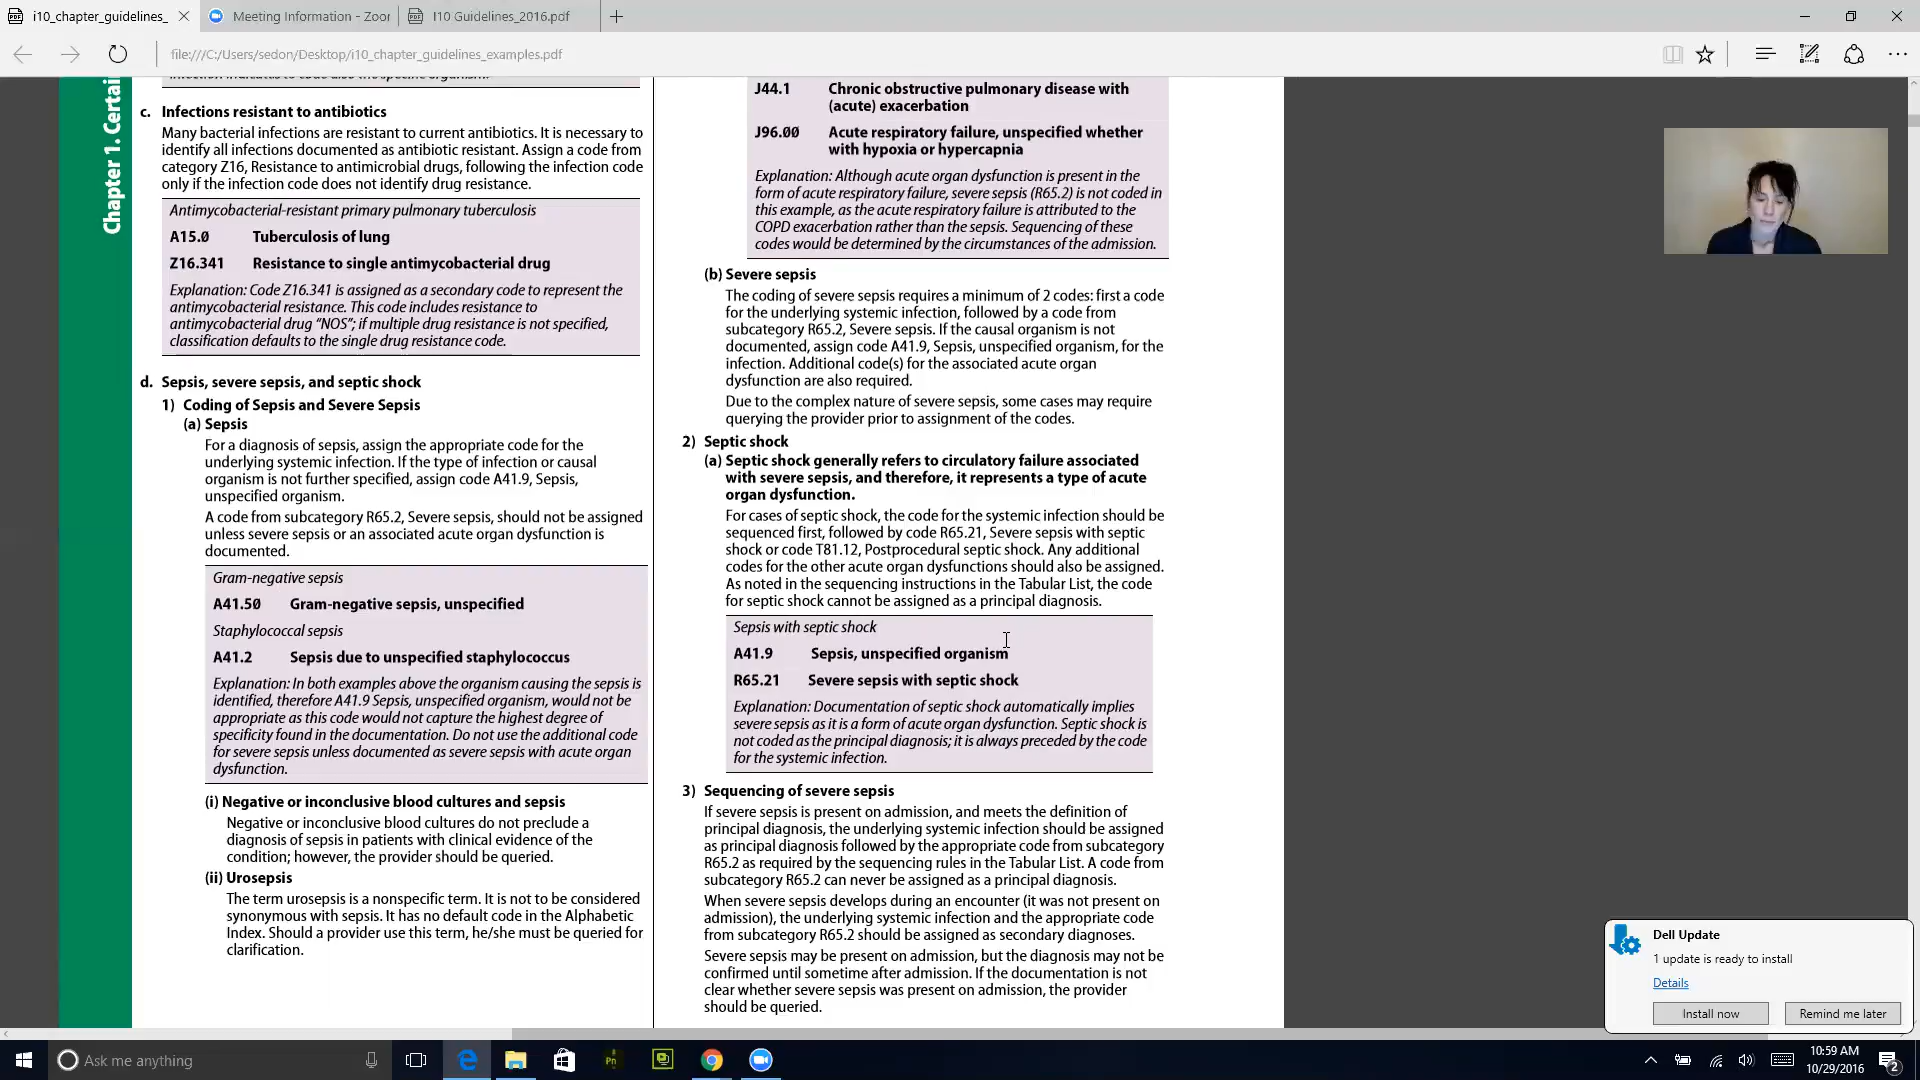 i10_chapter_guidelines_
Meeting Information - Zoor
I10 Guidelines_2016.pdf
file:///C:/Users/sedon/Desktop/i10_chapter_guidelines_examples.pdf
Chapter 1. Certai
infection indicates to code also the specific organism.
c. Infections resistant to antibiotics
Many bacterial infections are resistant to current antibiotics. It is necessary to
identify all infections documented as antibiotic resistant. Assign a code from
category Z16, Resistance to antimicrobial drugs, following the infection code
only if the infection code does not identify drug resistance.
Antimycobacterial-resistant primary pulmonary tuberculosis
A15.0 Tuberculosis of lung
Z16.341 Resistance to single antimycobacterial drug
Explanation: Code Z16.341 is assigned as a secondary code to represent the
antimycobacterial resistance. This code includes resistance to
antimycobacterial drug “NOS”; if multiple drug resistance is not specified,
classification defaults to the single drug resistance code.
d. Sepsis, severe sepsis, and septic shock
1) Coding of Sepsis and Severe Sepsis
(a) Sepsis
For a diagnosis of sepsis, assign the appropriate code for the
underlying systemic infection. If the type of infection or causal
organism is not further specified, assign code A41.9, Sepsis,
unspecified organism.
A code from subcategory R65.2, Severe sepsis, should not be assigned
unless severe sepsis or an associated acute organ dysfunction is
documented.
Gram-negative sepsis
A41.50 Gram-negative sepsis, unspecified
Staphylococcal sepsis
A41.2 Sepsis due to unspecified staphylococcus
Explanation: In both examples above the organism causing the sepsis is
identified, therefore A41.9 Sepsis, unspecified organism, would not be
appropriate as this code would not capture the highest degree of
specificity found in the documentation. Do not use the additional code
for severe sepsis unless documented as severe sepsis with acute organ
dysfunction.
(i) Negative or inconclusive blood cultures and sepsis
Negative or inconclusive blood cultures do not preclude a
diagnosis of sepsis in patients with clinical evidence of the
condition; however, the provider should be queried.
(ii) Urosepsis
The term urosepsis is a nonspecific term. It is not to be considered
synonymous with sepsis. It has no default code in the Alphabetic
Index. Should a provider use this term, he/she must be queried for
clarification.
J44.1 Chronic obstructive pulmonary disease with
(acute) exacerbation
J96.00 Acute respiratory failure, unspecified whether
with hypoxia or hypercapnia
Explanation: Although acute organ dysfunction is present in the
form of acute respiratory failure, severe sepsis (R65.2) is not coded in
this example, as the acute respiratory failure is attributed to the
COPD exacerbation rather than the sepsis. Sequencing of these
codes would be determined by the circumstances of the admission.
(b) Severe sepsis
The coding of severe sepsis requires a minimum of 2 codes: first a code
for the underlying systemic infection, followed by a code from
subcategory R65.2, Severe sepsis. If the causal organism is not
documented, assign code A41.9, Sepsis, unspecified organism, for the
infection. Additional code(s) for the associated acute organ
dysfunction are also required.
Due to the complex nature of severe sepsis, some cases may require
querying the provider prior to assignment of the codes.
2) Septic shock
(a) Septic shock generally refers to circulatory failure associated
with severe sepsis, and therefore, it represents a type of acute
organ dysfunction.
For cases of septic shock, the code for the systemic infection should be
sequenced first, followed by code R65.21, Severe sepsis with septic
shock or code T81.12, Postprocedural septic shock. Any additional
codes for the other acute organ dysfunctions should also be assigned.
As noted in the sequencing instructions in the Tabular List, the code
for septic shock cannot be assigned as a principal diagnosis.
Sepsis with septic shock
A41.9 Sepsis, unspecified organism
R65.21 Severe sepsis with septic shock
Explanation: Documentation of septic shock automatically implies
severe sepsis as it is a form of acute organ dysfunction. Septic shock is
not coded as the principal diagnosis; it is always preceded by the code
for the systemic infection.
3) Sequencing of severe sepsis
If severe sepsis is present on admission, and meets the definition of
principal diagnosis, the underlying systemic infection should be assigned
as principal diagnosis followed by the appropriate code from subcategory
R65.2 as required by the sequencing rules in the Tabular List. A code from
subcategory R65.2 can never be assigned as a principal diagnosis.
When severe sepsis develops during an encounter (it was not present on
admission), the underlying systemic infection and the appropriate code
from subcategory R65.2 should be assigned as secondary diagnoses.
Severe sepsis may be present on admission, but the diagnosis may not be
confirmed until sometime after admission. If the documentation is not
clear whether severe sepsis was present on admission, the provider
should be queried.
Dell Update
1 update is ready to install
Details
Install now
Remind me later
Ask me anything
Pn
10:59 AM
10/29/2016
2